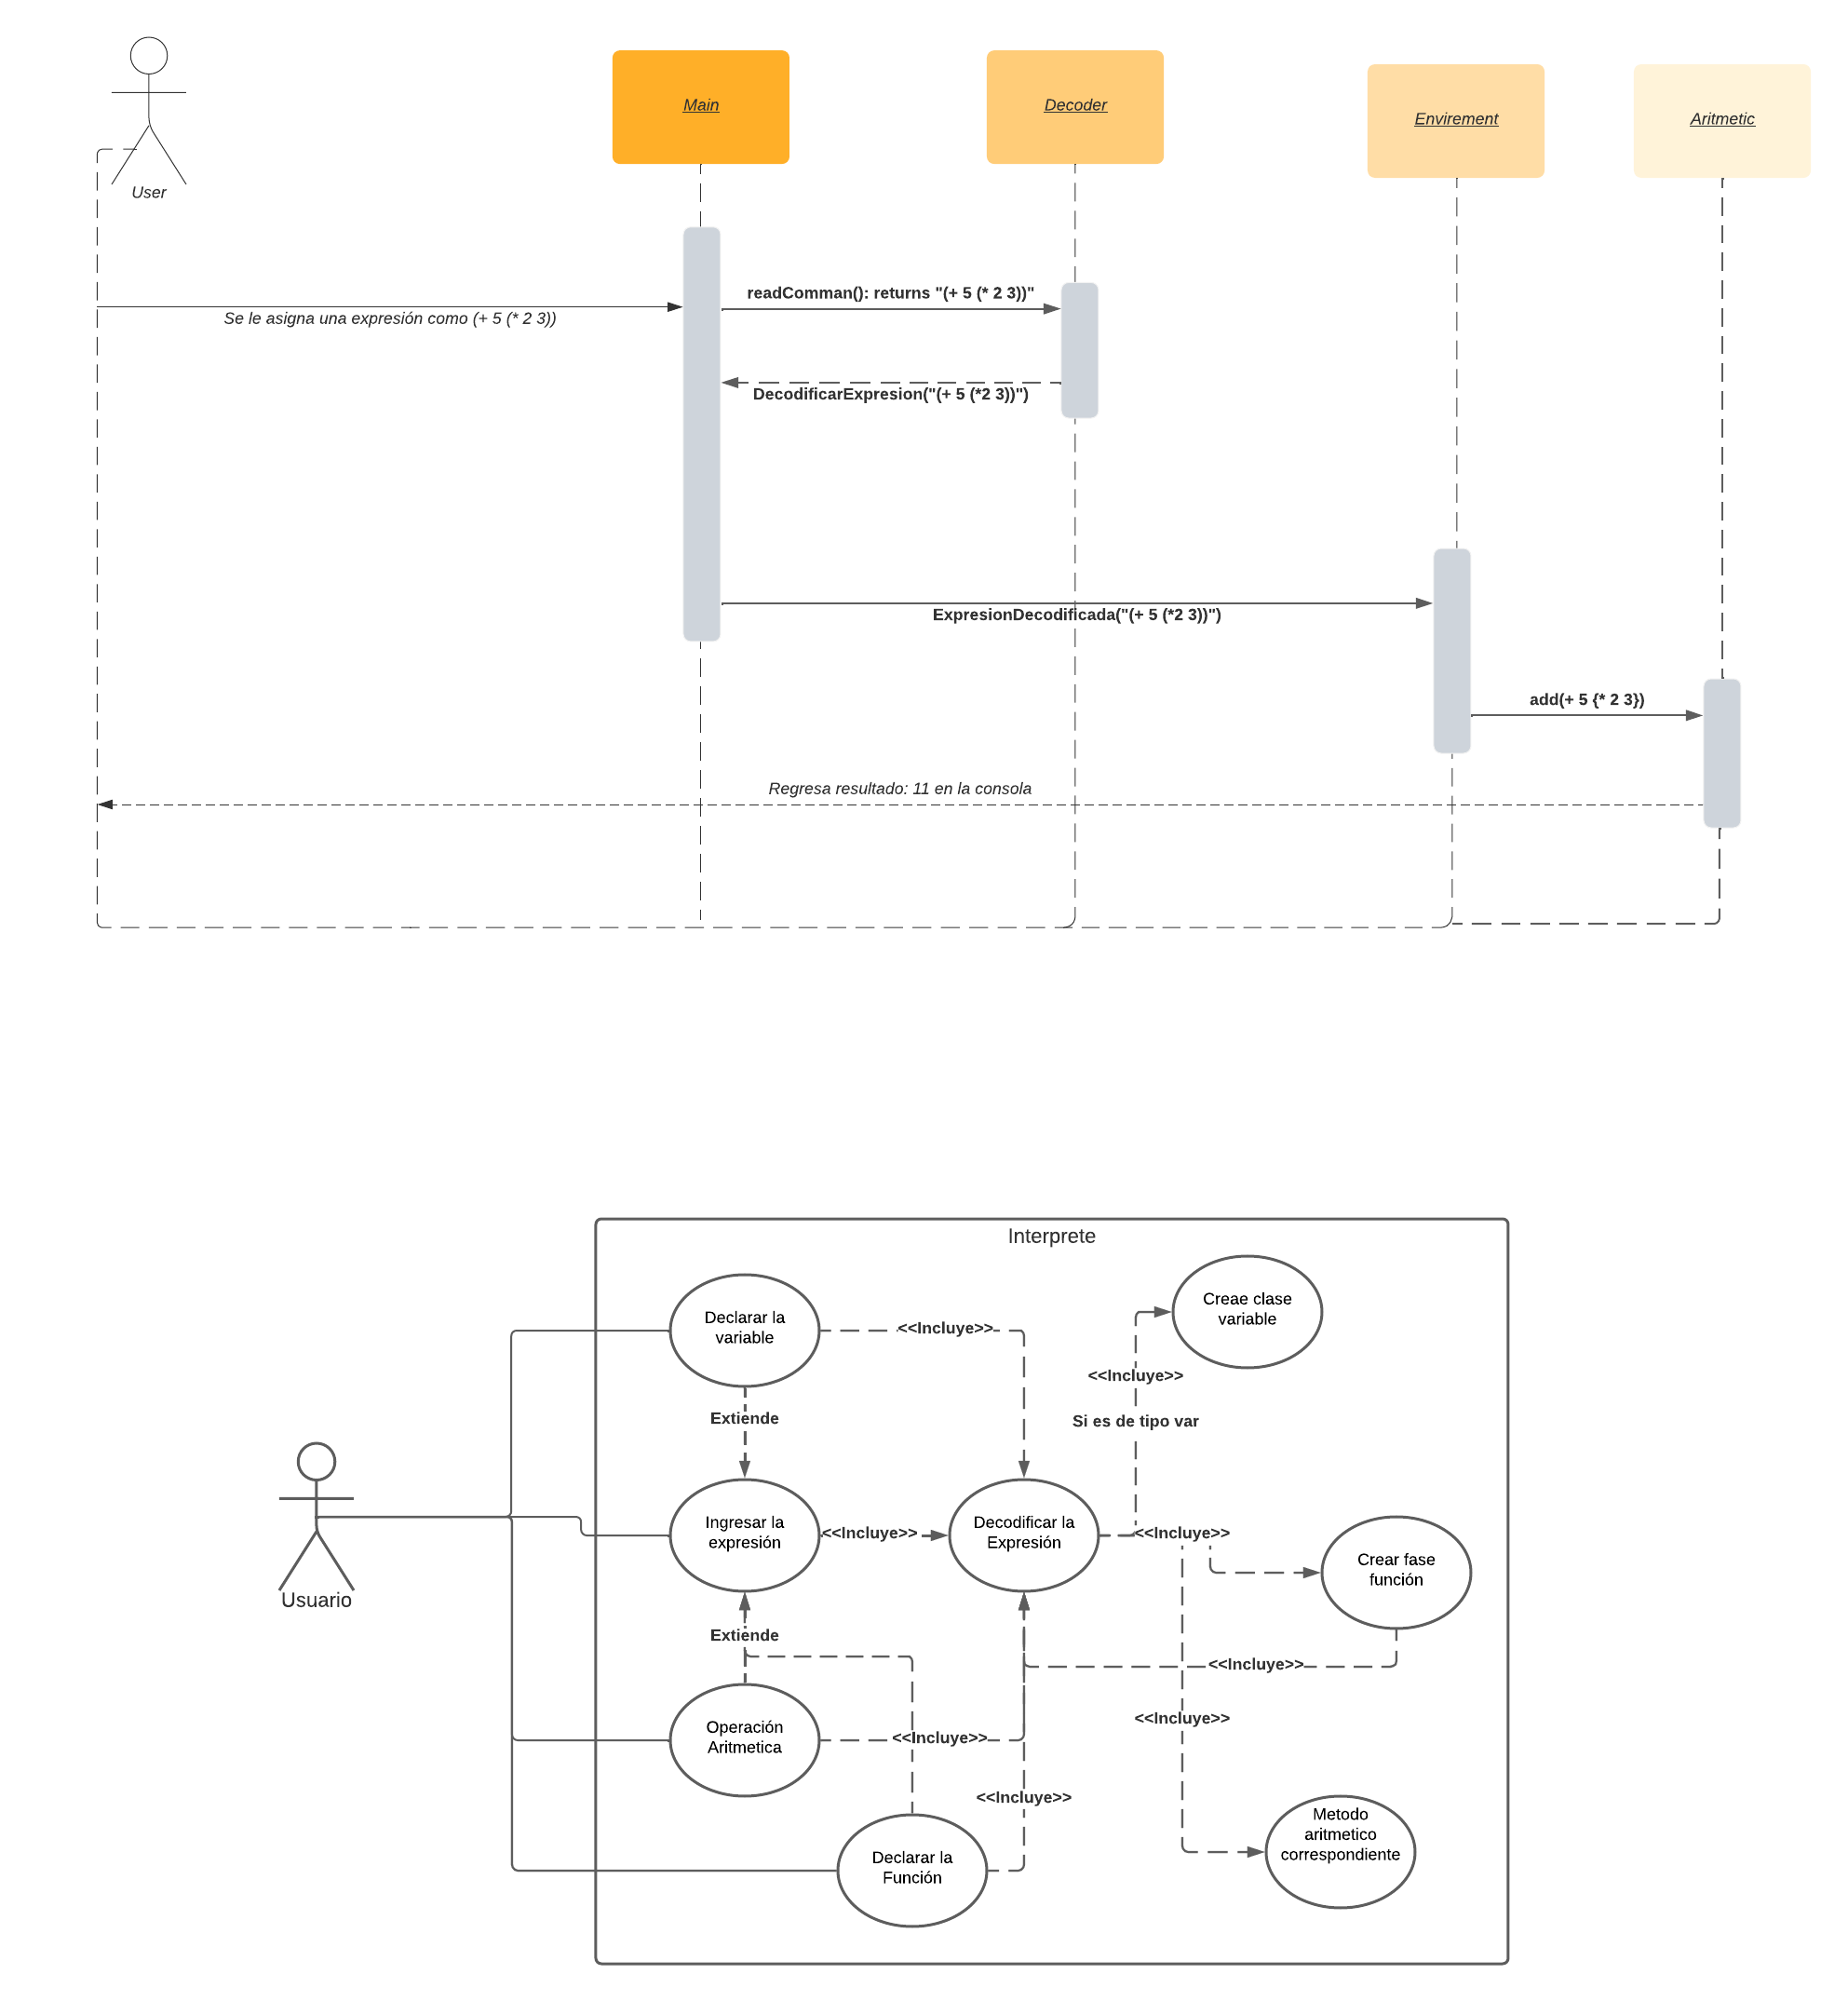 Main
Decoder
Envirement
Aritmetic
User
readComman(): returns "(+ 5 (* 2 3))"
Se le asigna una expresión como (+ 5 (* 2 3))
DecodificarExpresion("(+ 5 (*2 3))")
ExpresionDecodificada("(+ 5 (*2 3))")
add(+ 5 {* 2 3})
Regresa resultado: 11 en la consola
Interprete
Declarar la
variable
<<Incluye>>
Creae clase
variable
<<Incluye>>
Si es de tipo var
Extiende
Ingresar la
expresión
<<Incluye>>
Decodificar la
Expresión
<<Incluye>>
Crear fase
función
Usuario
Extiende
<<Incluye>>
Operación
Aritmetica
<<Incluye>>
<<Incluye>>
<<Incluye>>
Declarar la
Función
Metodo
aritmetico
correspondiente